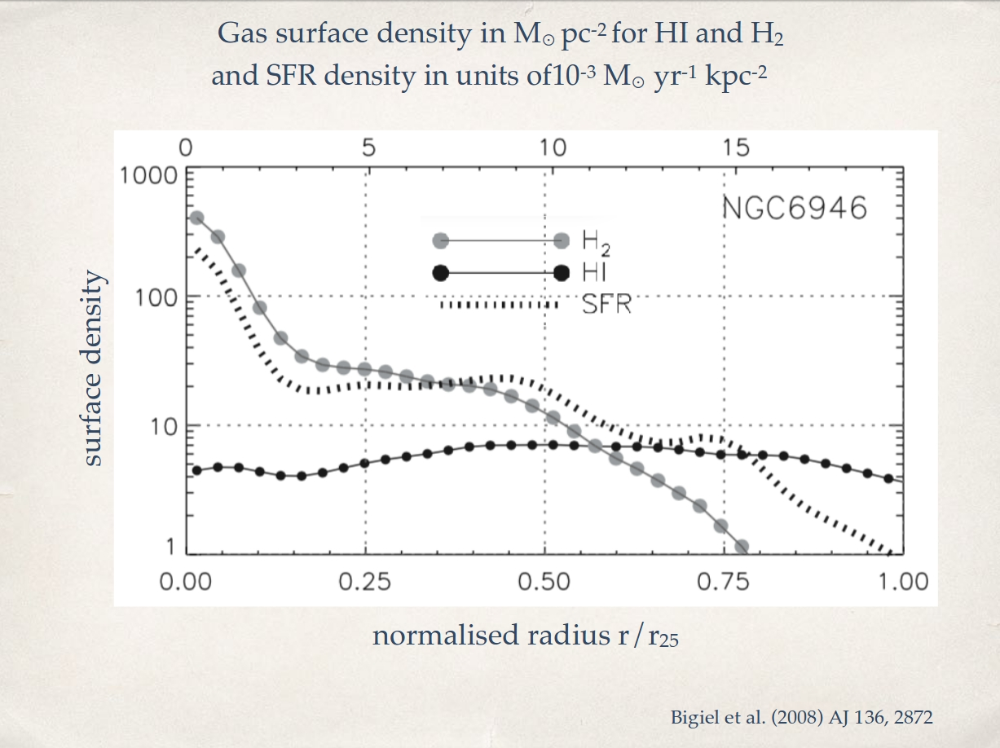 Gas surface density in M☉ pc⁻² for HI and H₂
and SFR density in units of10⁻³ M☉ yr⁻¹ kpc⁻²
0 5 10 15
1000
NGC6946
H₂
HI
100
SFR
surface density
10
1
0.00 0.25 0.50 0.75 1.00
normalised radius r/r₂₅
Bigiel et al. (2008) AJ 136, 2872